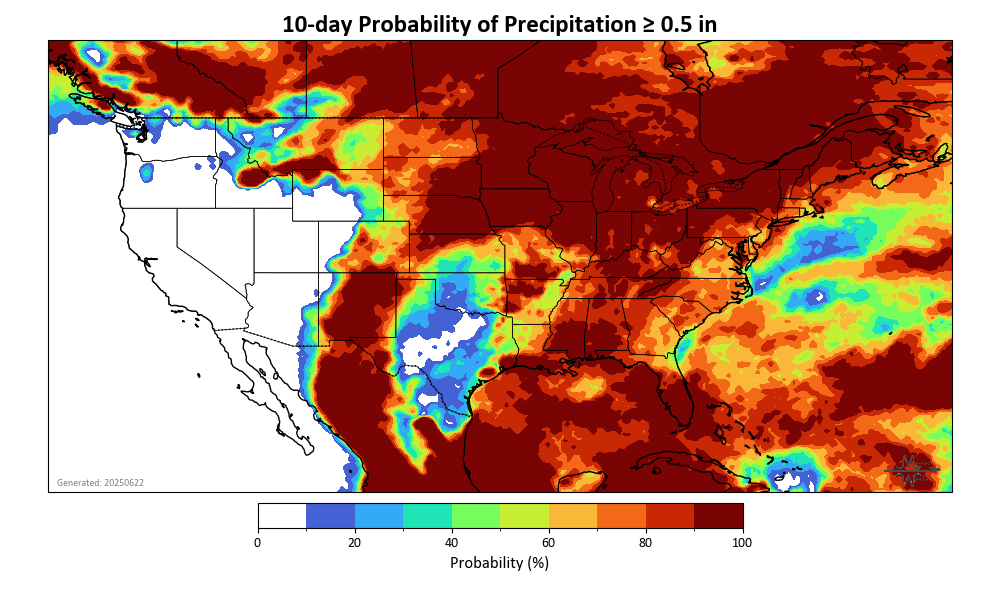 10-day Probability of Precipitation ≥ 0.5 in
Generated: 20250622
0 20 40 60 80 100
Probability (%)